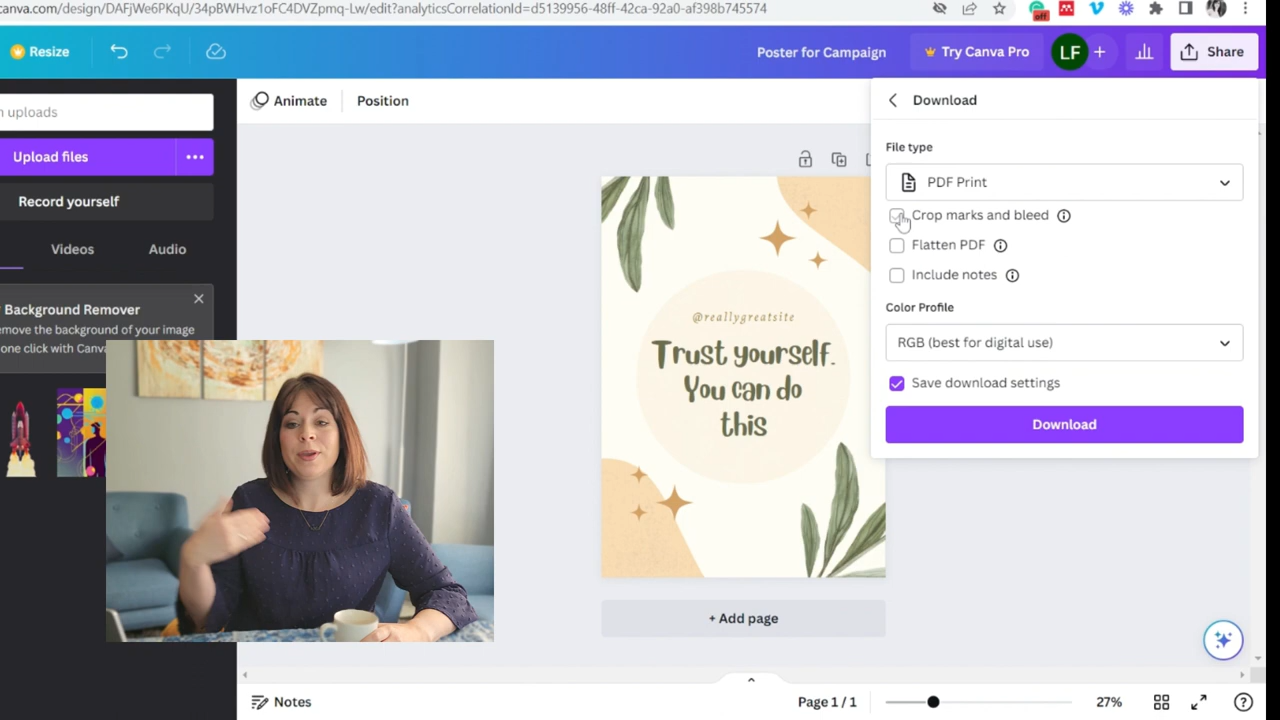 canva.com/design/DAFjWe6PKqU/34pBWHvz1oFC4DVZpmq-Lw/edit?analyticsCorrelationId=d5139956-48ff-42ca-92a0-af398b745574
off
Resize
Poster for Campaign
Try Canva Pro
LF
+
Share
uploads
Animate
Position
Download
File type
Upload files
PDF Print
Record yourself
Crop marks and bleed
Videos
Audio
Flatten PDF
Include notes
Background Remover
Color Profile
emove the background of your image
one click with Canva
@reallygreatsite
RGB (best for digital use)
Trust yourself.
You can do
this
Save download settings
Download
+ Add page
Notes
Page 1 / 1
27%